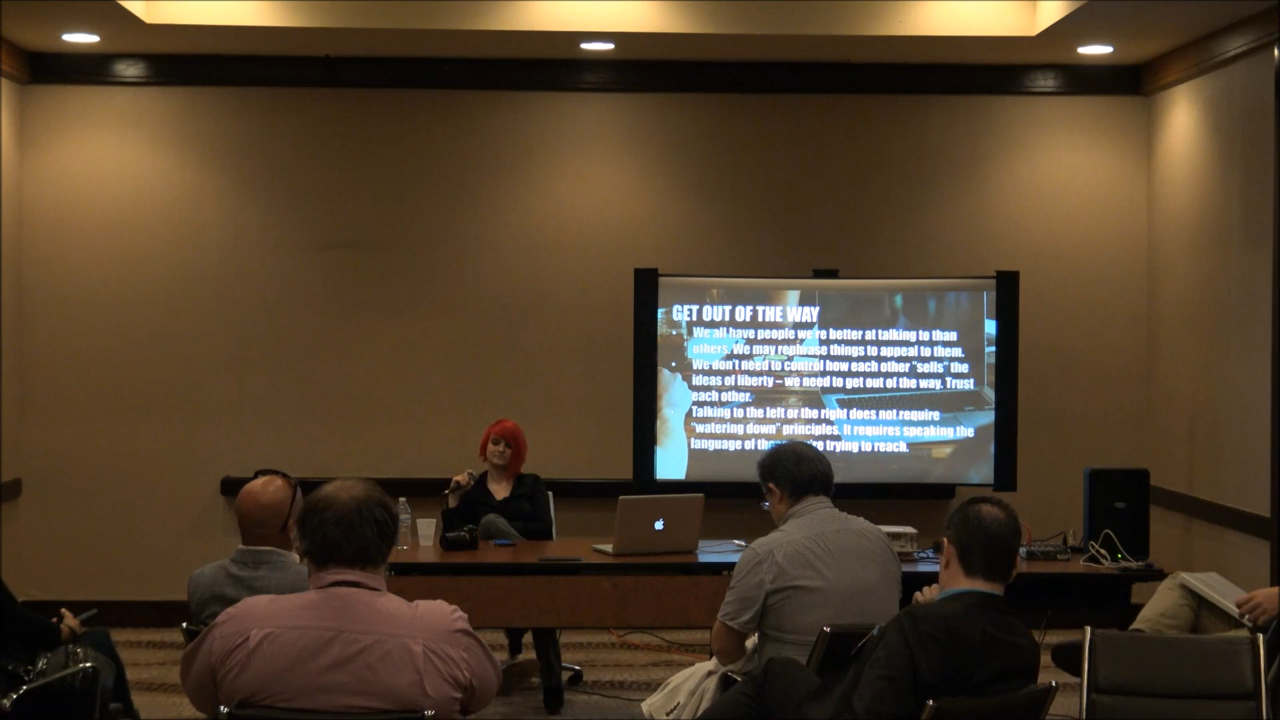 GET OUT OF THE WAY
We all have people we're better at talking to than
others. We may rephrase things to appeal to them.
We don't need to control how each other "sells" the
ideas of liberty – we need to get out of the way. Trust
each other.
Talking to the left or the right does not require
"watering down" principles. It requires speaking the
language of trying to reach.